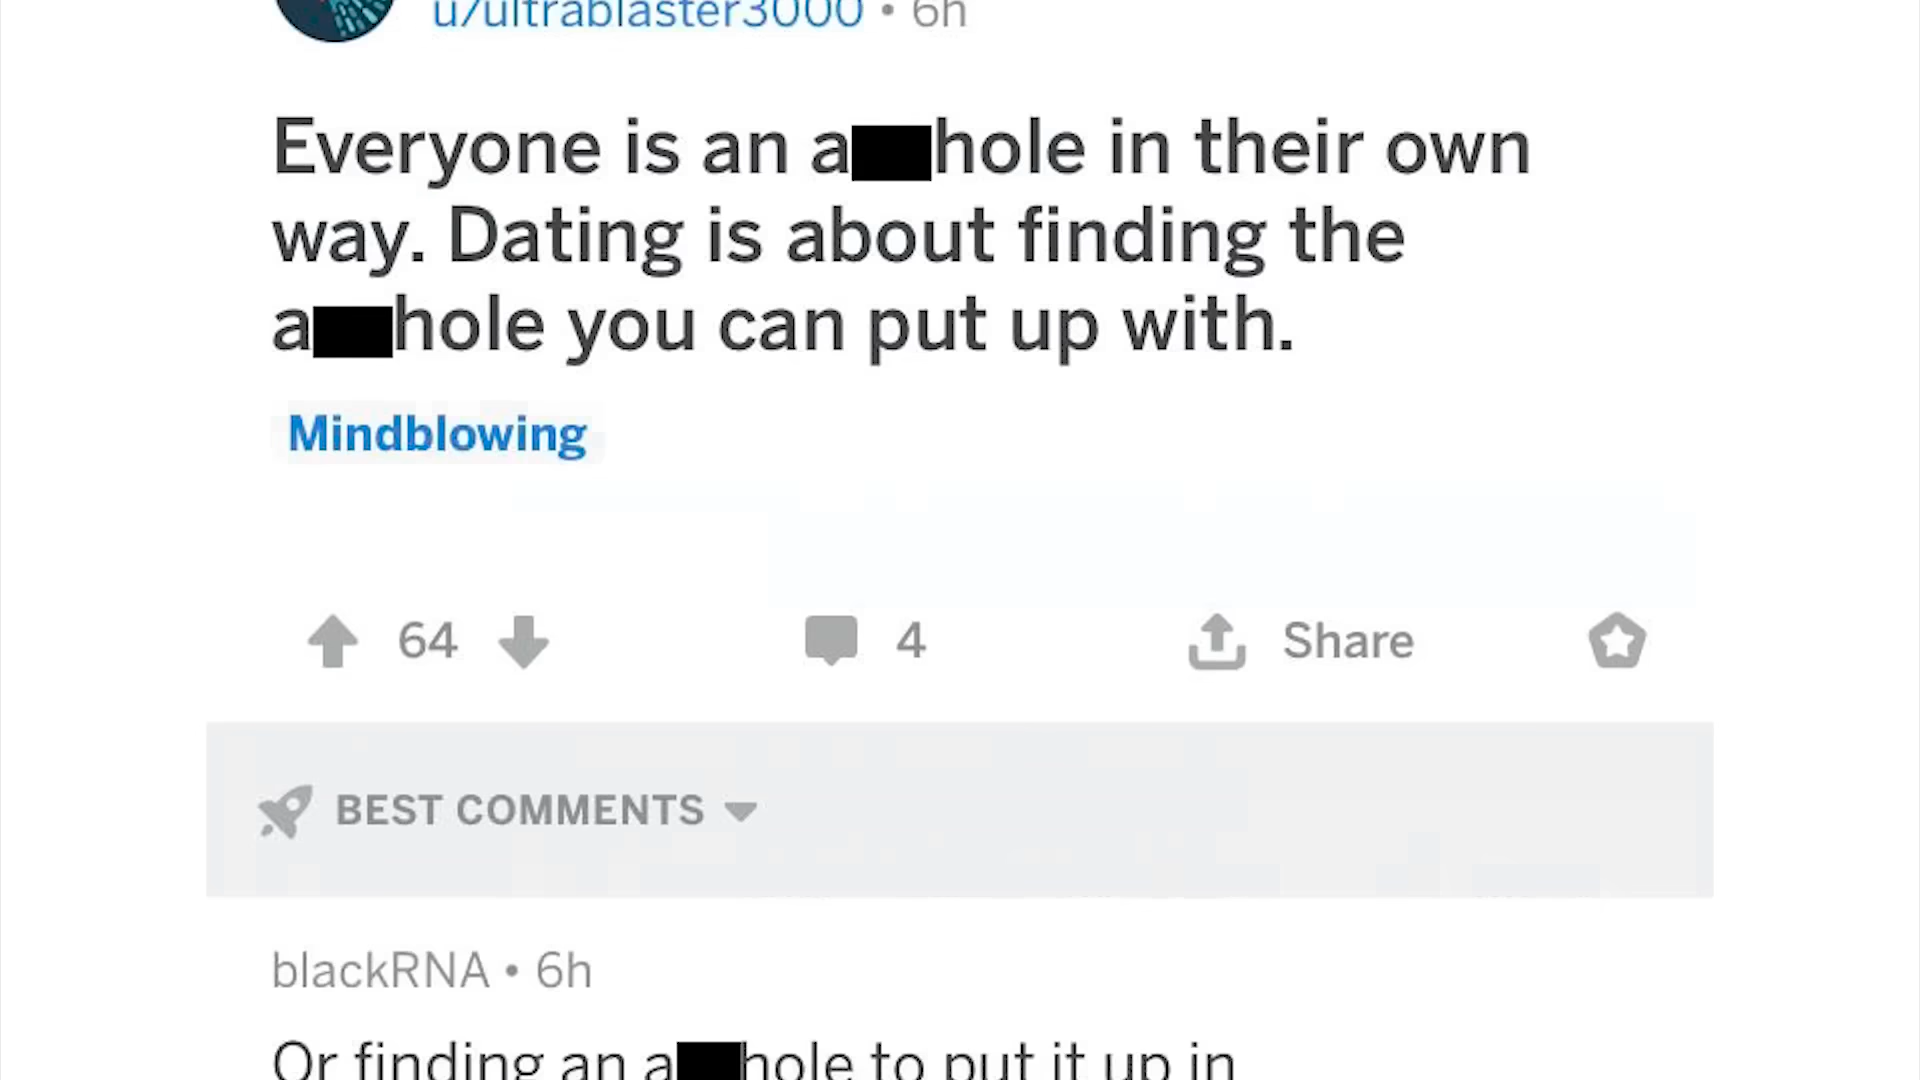 u/ultrablaster3000 • 6h
Everyone is an a██hole in their own
way. Dating is about finding the
a██hole you can put up with.
Mindblowing
64
4
Share
BEST COMMENTS
blackRNA • 6h
Or finding an a██hole to put it up in